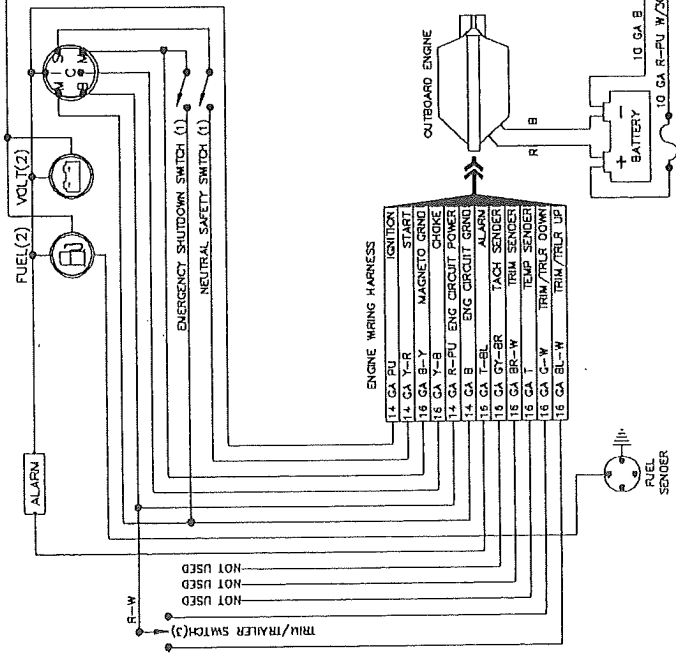 VOLT(2)
FUEL(2)
S
M
C
M
B
EMERGENCY SHUTDOWN SWITCH (1)
NEUTRAL SAFETY SWITCH (1)
OUTBOARD ENGINE
B
R
-
+
BATTERY
10 GA B
10 GA R-PU W/30
ALARM
ENGINE WIRING HARNESS
14 GA PU IGNITION
14 GA Y-R START
16 GA B-Y MAGNETO GRND
16 GA Y-B CHOKE
14 GA R-PU ENG CIRCUIT POWER
14 GA B ENG CIRCUIT GRND
16 GA T-BL ALARM
16 GA GY-BR TACH SENDER
16 GA BR-W TRIM SENDER
16 GA T TEMP SENDER
16 GA G-W TRIM/TRLR DOWN
16 GA BL-W TRIM/TRLR UP
FUEL SENDER
NOT USED
NOT USED
NOT USED
R-W
TRIM/TRAILER SWITCH(3)